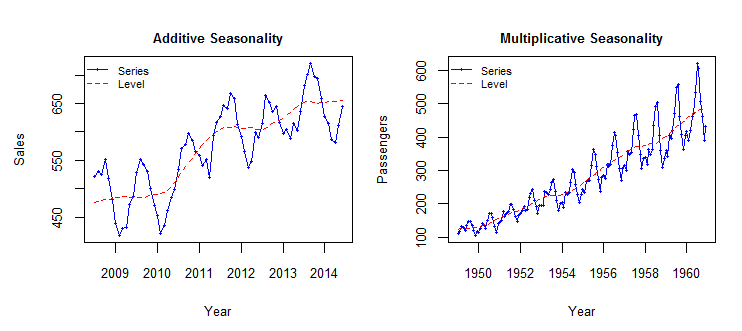 Additive Seasonality
Series
Level
Sales
450
550
650
2009
2010
2011
2012
2013
2014
Year
Multiplicative Seasonality
Series
Level
Passengers
100
200
300
400
500
600
1950
1952
1954
1956
1958
1960
Year